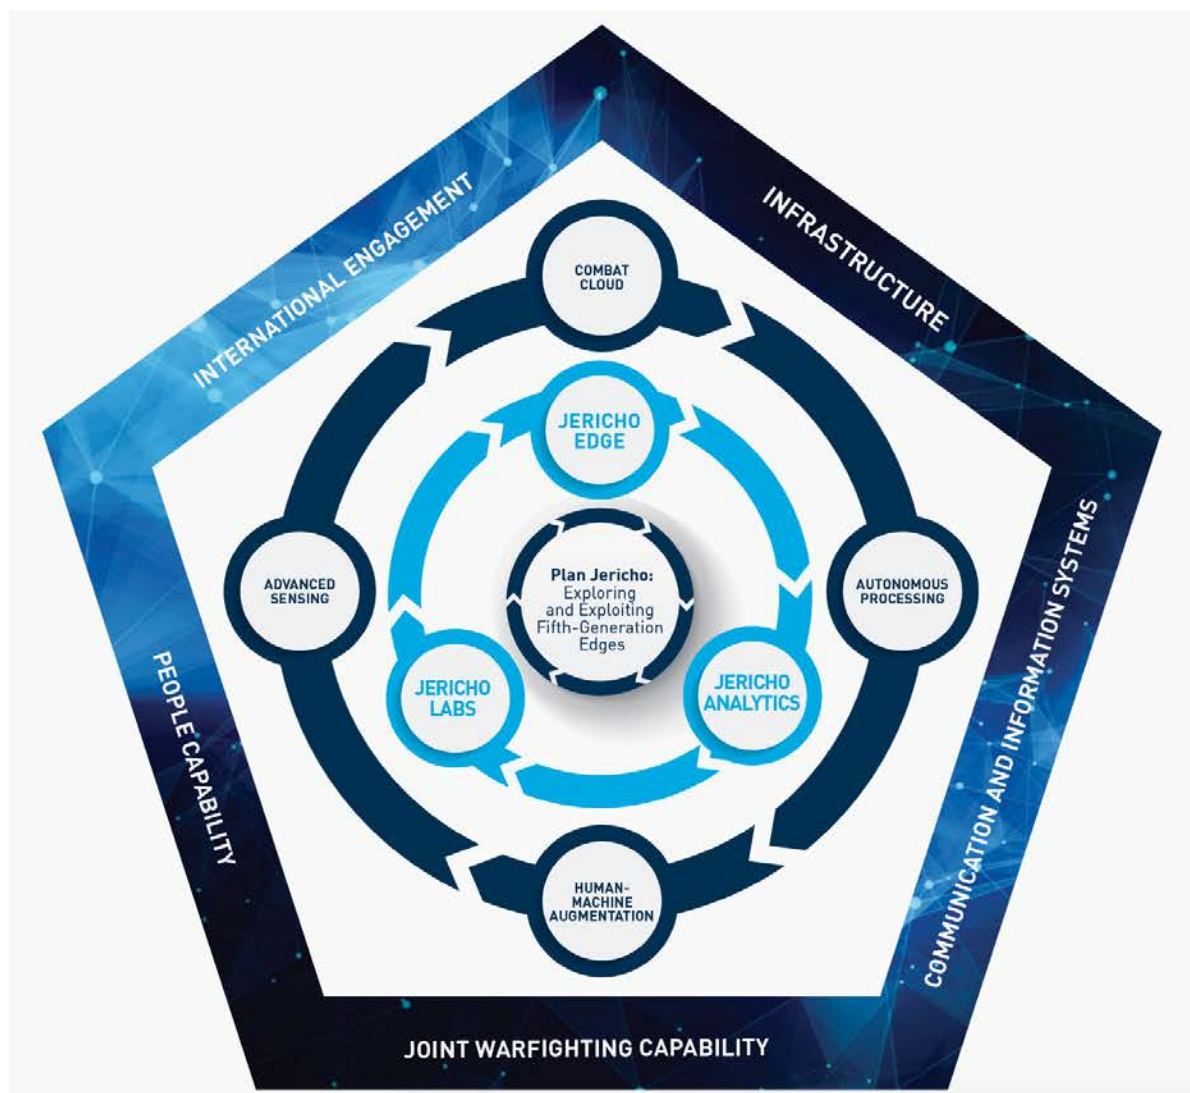 INTERNATIONAL ENGAGEMENT
INFRASTRUCTURE
COMBAT
CLOUD
JERICHO
EDGE
ADVANCED
SENSING
Plan Jericho:
Exploring
and Exploiting
Fifth-Generation
Edges
AUTONOMOUS
PROCESSING
JERICHO
LABS
JERICHO
ANALYTICS
PEOPLE CAPABILITY
COMMUNICATION AND INFORMATION SYSTEMS
HUMAN-
MACHINE
AUGMENTATION
JOINT WARFIGHTING CAPABILITY